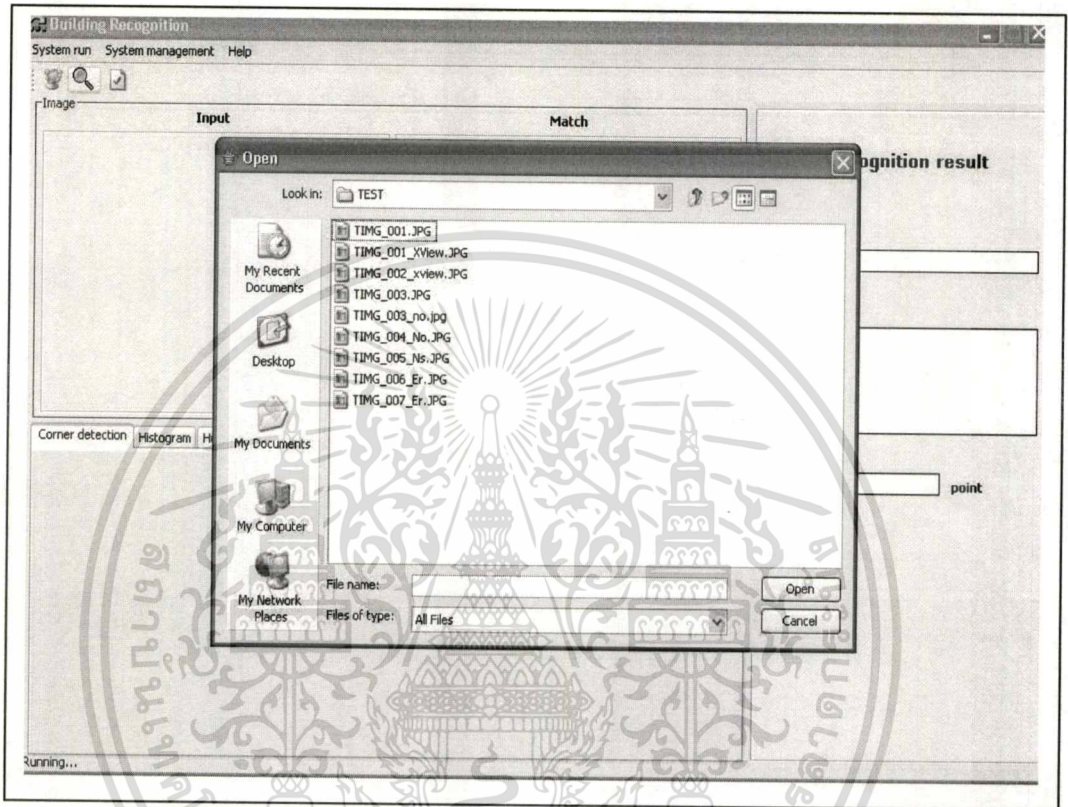 Building Recognition
System run System management Help
Image
Input
Match
ognition result
Open
Look in: TEST
My Recent Documents
Desktop
My Documents
My Computer
My Network Places
TIMG_001.JPG
TIMG_001_XView.JPG
TIMG_002_xview.JPG
TIMG_003.JPG
TIMG_003_no.jpg
TIMG_004_No.JPG
TIMG_005_Ns.JPG
TIMG_006_Er.JPG
TIMG_007_Er.JPG
File name:
Open
Files of type: All Files
Cancel
Corner detection Histogram
point
Running...